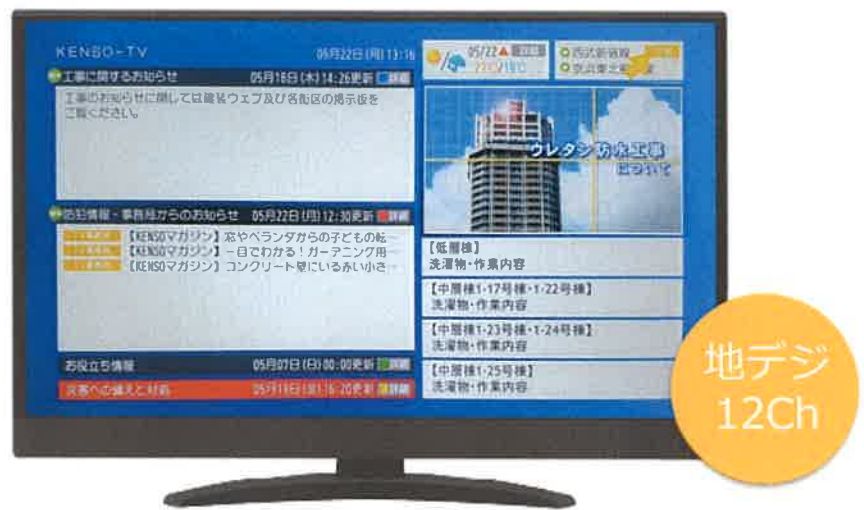 KENSO-TV
05月22日(月)13:16
工事に関するお知らせ 05月18日(木)14:26更新 詳細
工事のお知らせに関しては建装ウェブ及び各街区の掲示板を
ご覧ください。
防犯情報・事務局からのお知らせ 05月22日(月)12:30更新 詳細
【KENSOマガジン】窓やベランダからの子どもの転…
【KENSOマガジン】一目でわかる!ガーデニング用…
【KENSOマガジン】コンクリート壁にいる赤い小さ…
お役立ち情報 05月07日(日)00:00更新 詳細
災害への備えと対処
05/22
西武新宿線
京浜東北
ウレタン防水工事
について
【低層棟】
洗濯物・作業内容
【中層棟1-17号棟・1-22号棟】
洗濯物・作業内容
【中層棟1-23号棟・1-24号棟】
洗濯物・作業内容
【中層棟1-25号棟】
洗濯物・作業内容
地デジ
12Ch